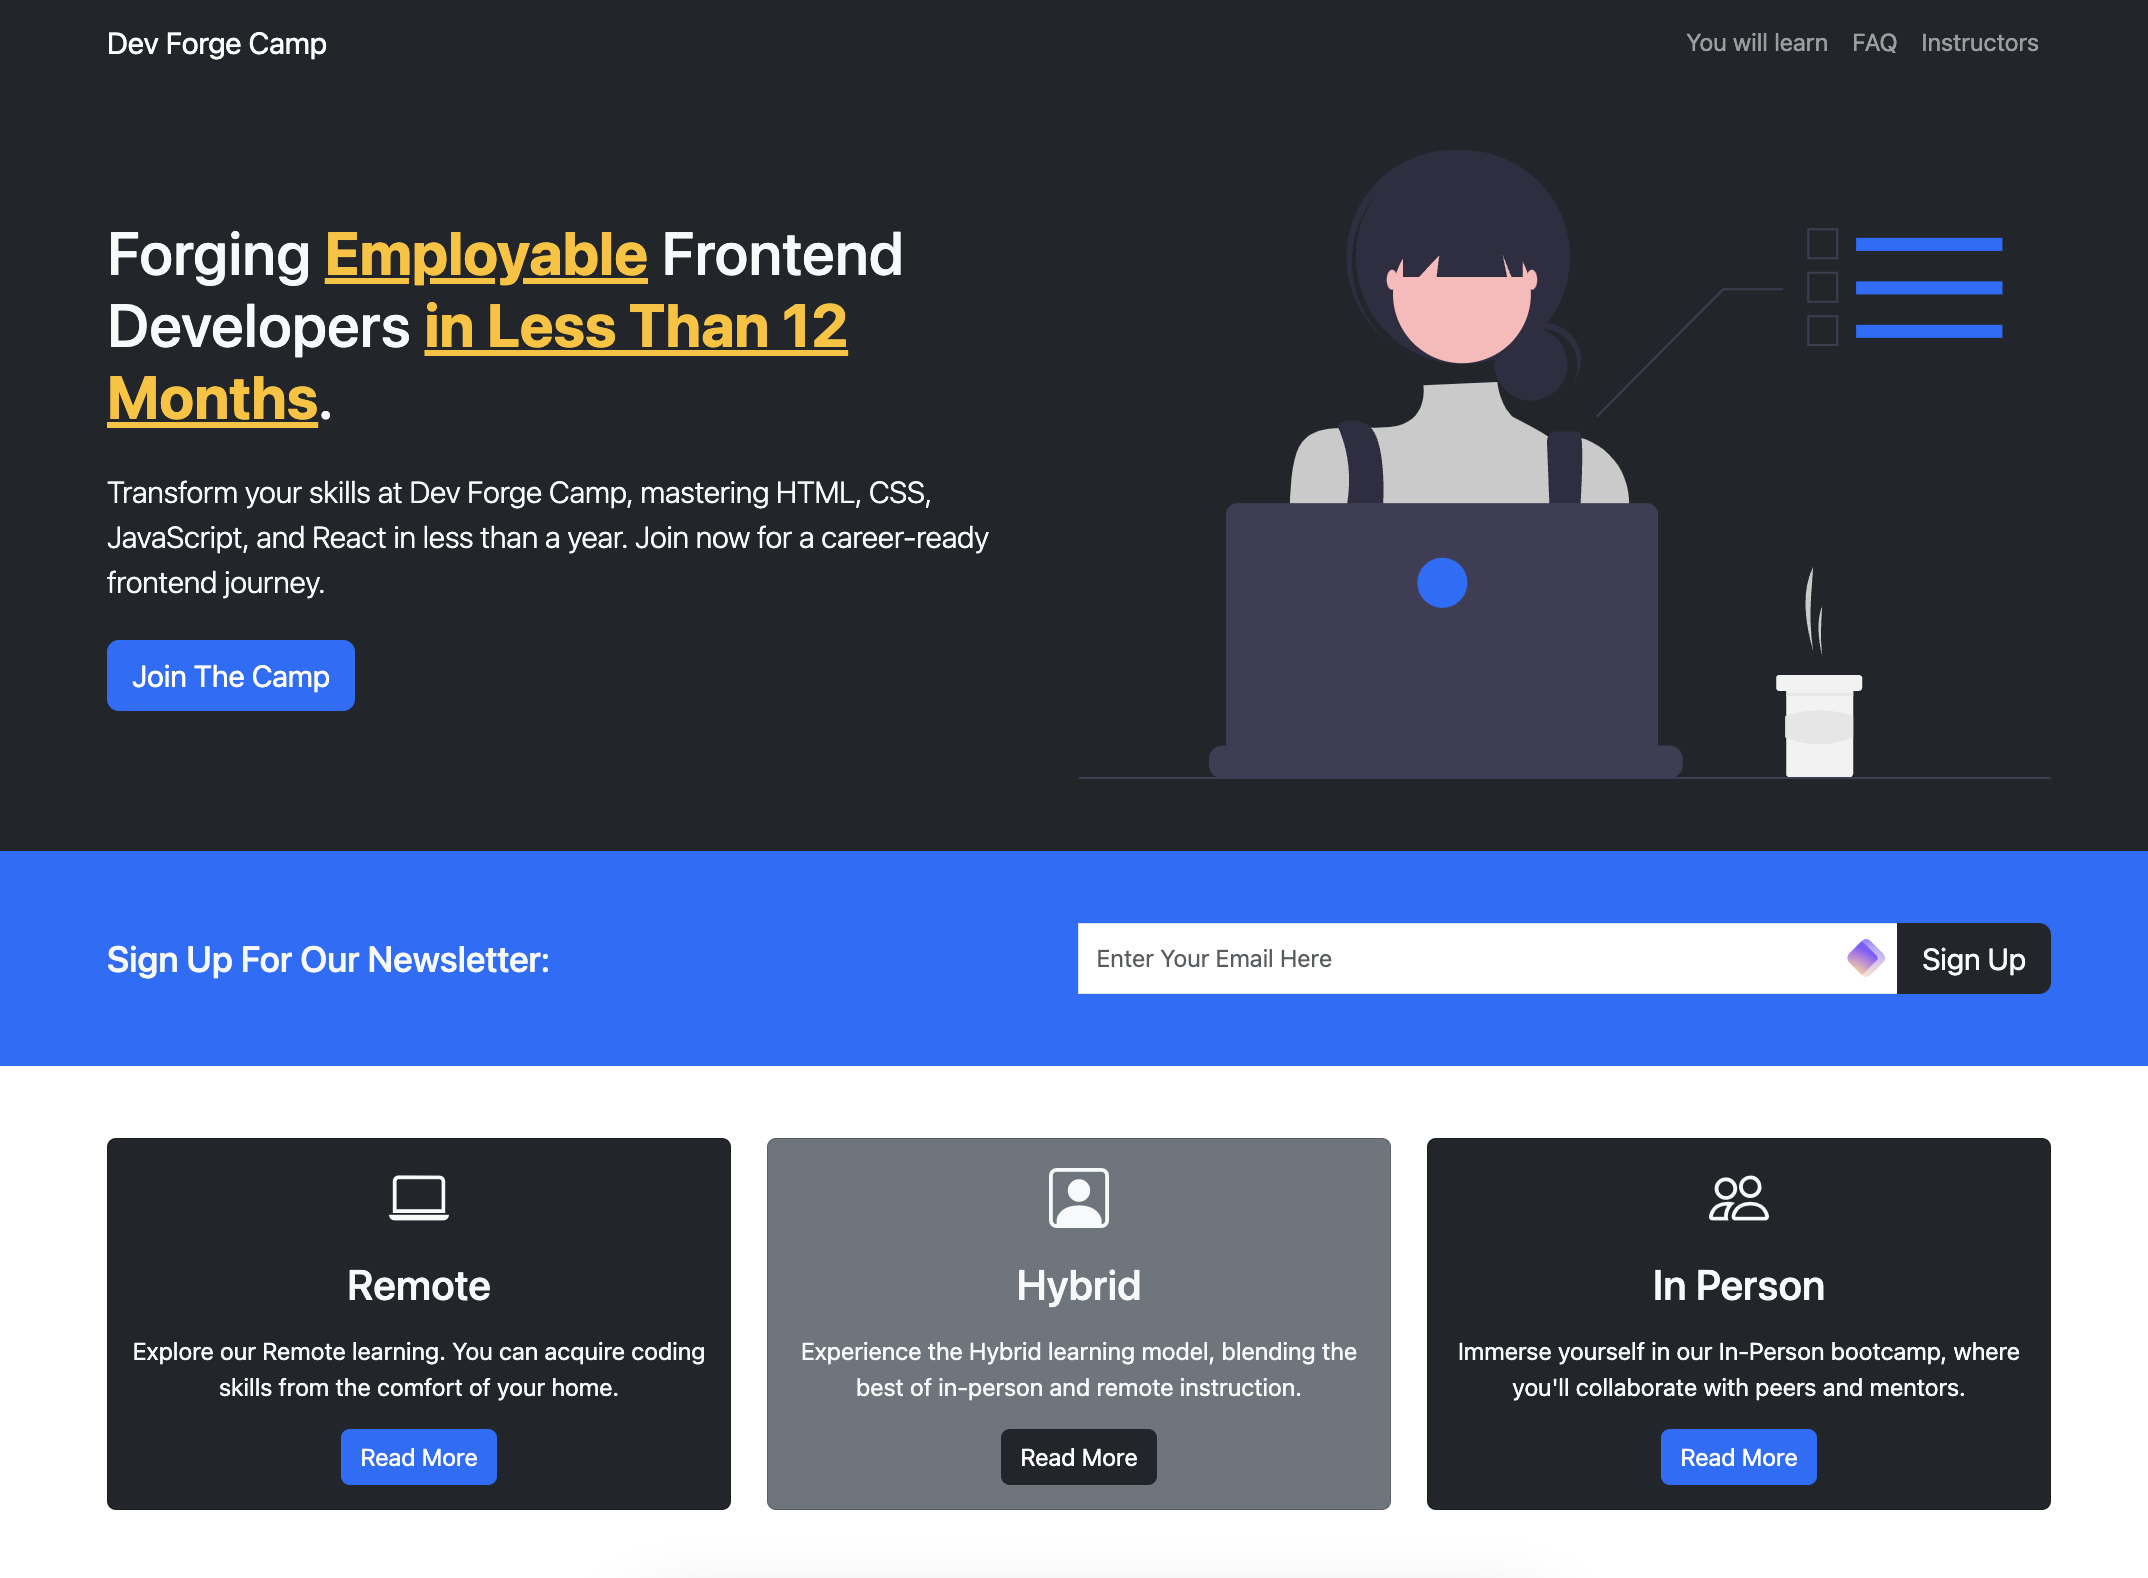 Dev Forge Camp
You will learn FAQ Instructors
Forging Employable Frontend
Developers in Less Than 12
Months.
Transform your skills at Dev Forge Camp, mastering HTML, CSS,
JavaScript, and React in less than a year. Join now for a career-ready
frontend journey.
Join The Camp
Sign Up For Our Newsletter:
Enter Your Email Here
Sign Up
Remote
Explore our Remote learning. You can acquire coding
skills from the comfort of your home.
Read More
Hybrid
Experience the Hybrid learning model, blending the
best of in-person and remote instruction.
Read More
In Person
Immerse yourself in our In-Person bootcamp, where
you'll collaborate with peers and mentors.
Read More